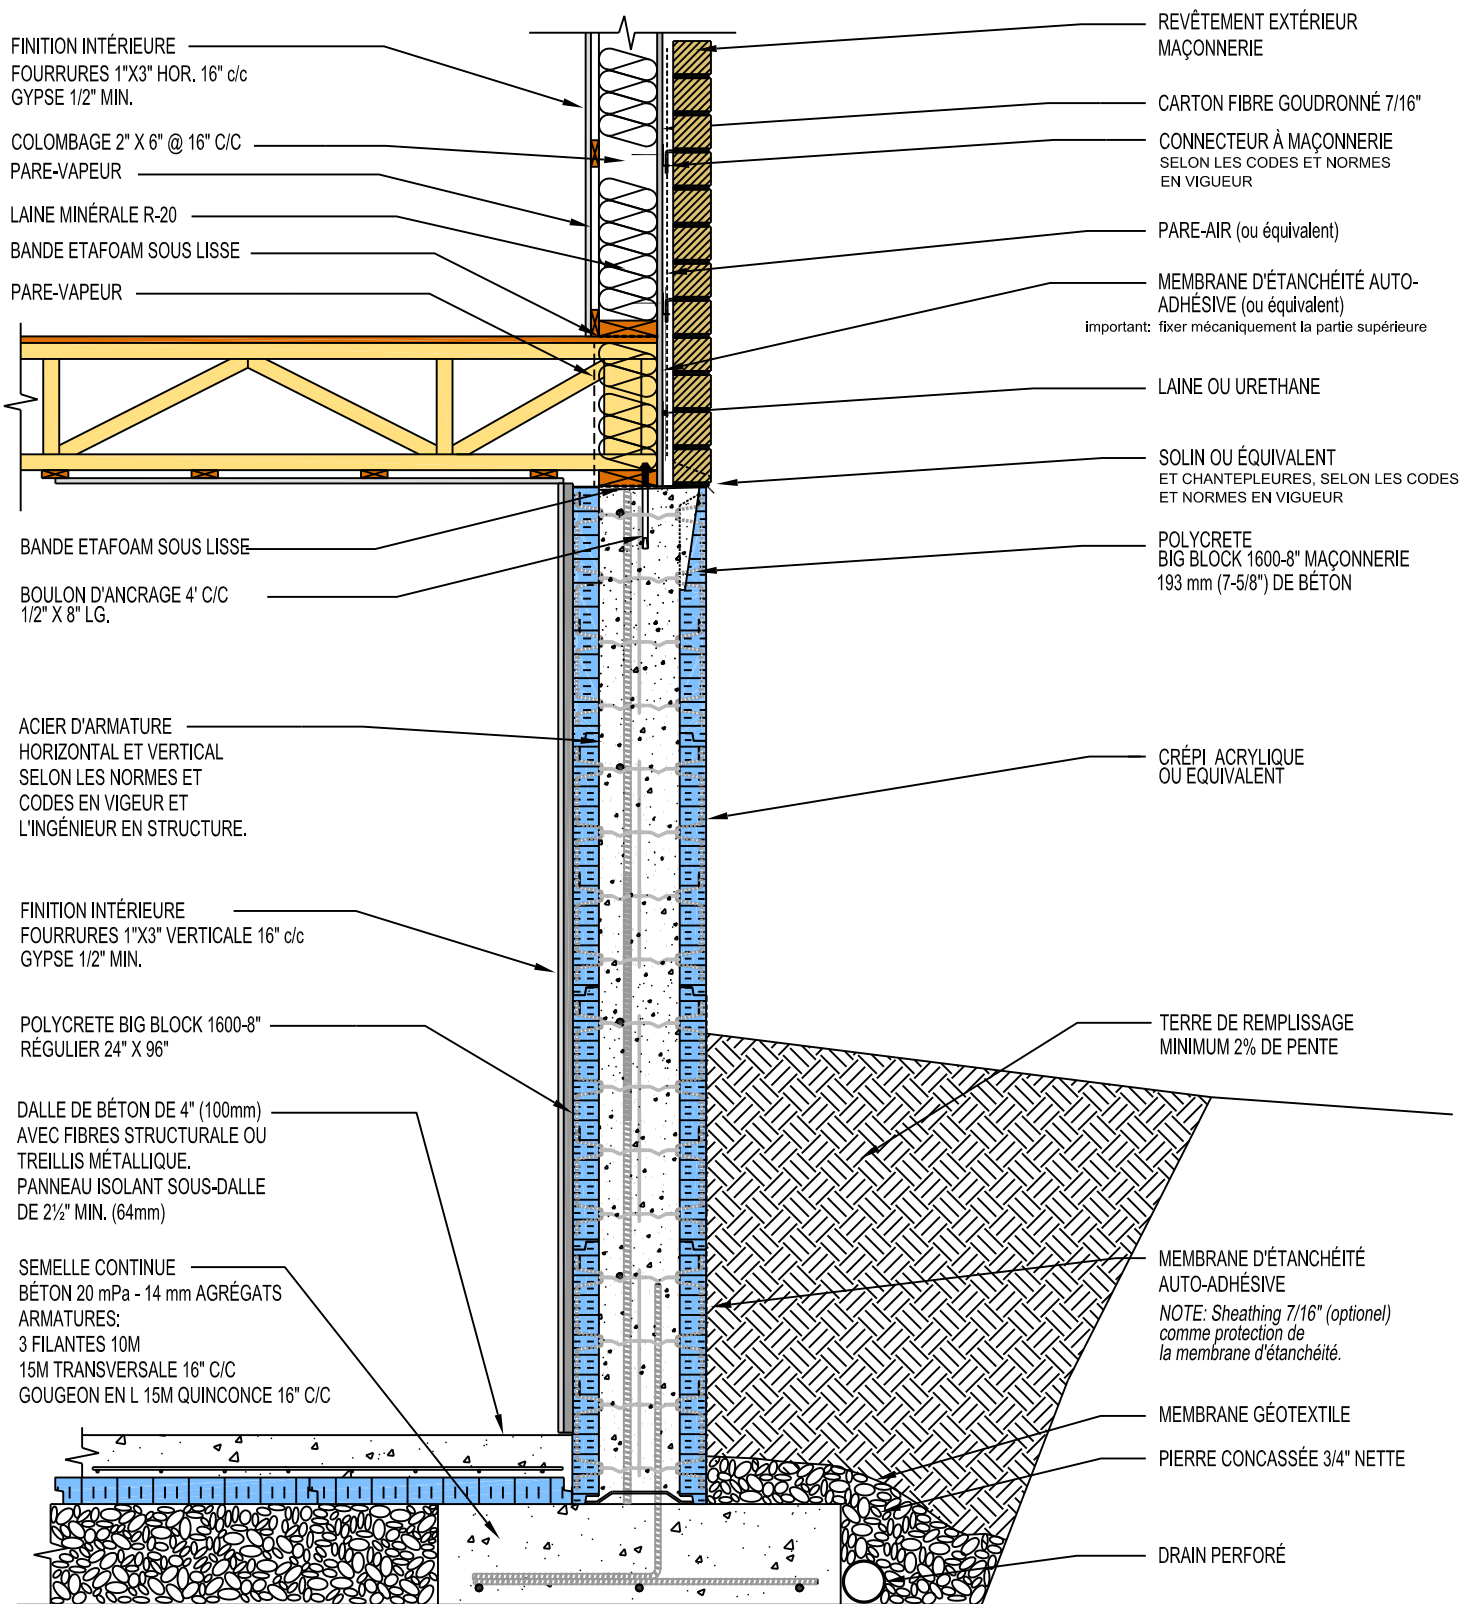 FINITION INTÉRIEURE
FOURRURES 1"X3" HOR. 16" c/c
GYPSE 1/2" MIN.
COLOMBAGE 2" X 6" @ 16" C/C
PARE-VAPEUR
LAINE MINÉRALE R-20
BANDE ETAFOAM SOUS LISSE
PARE-VAPEUR
BANDE ETAFOAM SOUS LISSE
BOULON D'ANCRAGE 4' C/C
1/2" X 8" LG.
ACIER D'ARMATURE
HORIZONTAL ET VERTICAL
SELON LES NORMES ET
CODES EN VIGEUR ET
L'INGÉNIEUR EN STRUCTURE.
FINITION INTÉRIEURE
FOURRURES 1"X3" VERTICALE 16" c/c
GYPSE 1/2" MIN.
POLYCRETE BIG BLOCK 1600-8"
RÉGULIER 24" X 96"
DALLE DE BÉTON DE 4" (100mm)
AVEC FIBRES STRUCTURALE OU
TREILLIS MÉTALLIQUE.
PANNEAU ISOLANT SOUS-DALLE
DE 2½" MIN. (64mm)
SEMELLE CONTINUE
BÉTON 20 mPa - 14 mm AGRÉGATS
ARMATURES:
3 FILANTES 10M
15M TRANSVERSALE 16" C/C
GOUGEON EN L 15M QUINCONCE 16" C/C
REVÊTEMENT EXTÉRIEUR
MAÇONNERIE
CARTON FIBRE GOUDRONNÉ 7/16"
CONNECTEUR À MAÇONNERIE
SELON LES CODES ET NORMES
EN VIGUEUR
PARE-AIR (ou équivalent)
MEMBRANE D'ÉTANCHÉITÉ AUTO-
ADHÉSIVE (ou équivalent)
important: fixer mécaniquement la partie supérieure
LAINE OU URETHANE
SOLIN OU ÉQUIVALENT
ET CHANTEPLEURES, SELON LES CODES
ET NORMES EN VIGUEUR
POLYCRETE
BIG BLOCK 1600-8" MAÇONNERIE
193 mm (7-5/8") DE BÉTON
CRÉPI ACRYLIQUE
OU EQUIVALENT
TERRE DE REMPLISSAGE
MINIMUM 2% DE PENTE
MEMBRANE D'ÉTANCHÉITÉ
AUTO-ADHÉSIVE
NOTE: Sheathing 7/16" (optionel)
comme protection de
la membrane d'étanchéité.
MEMBRANE GÉOTEXTILE
PIERRE CONCASSÉE 3/4" NETTE
DRAIN PERFORÉ